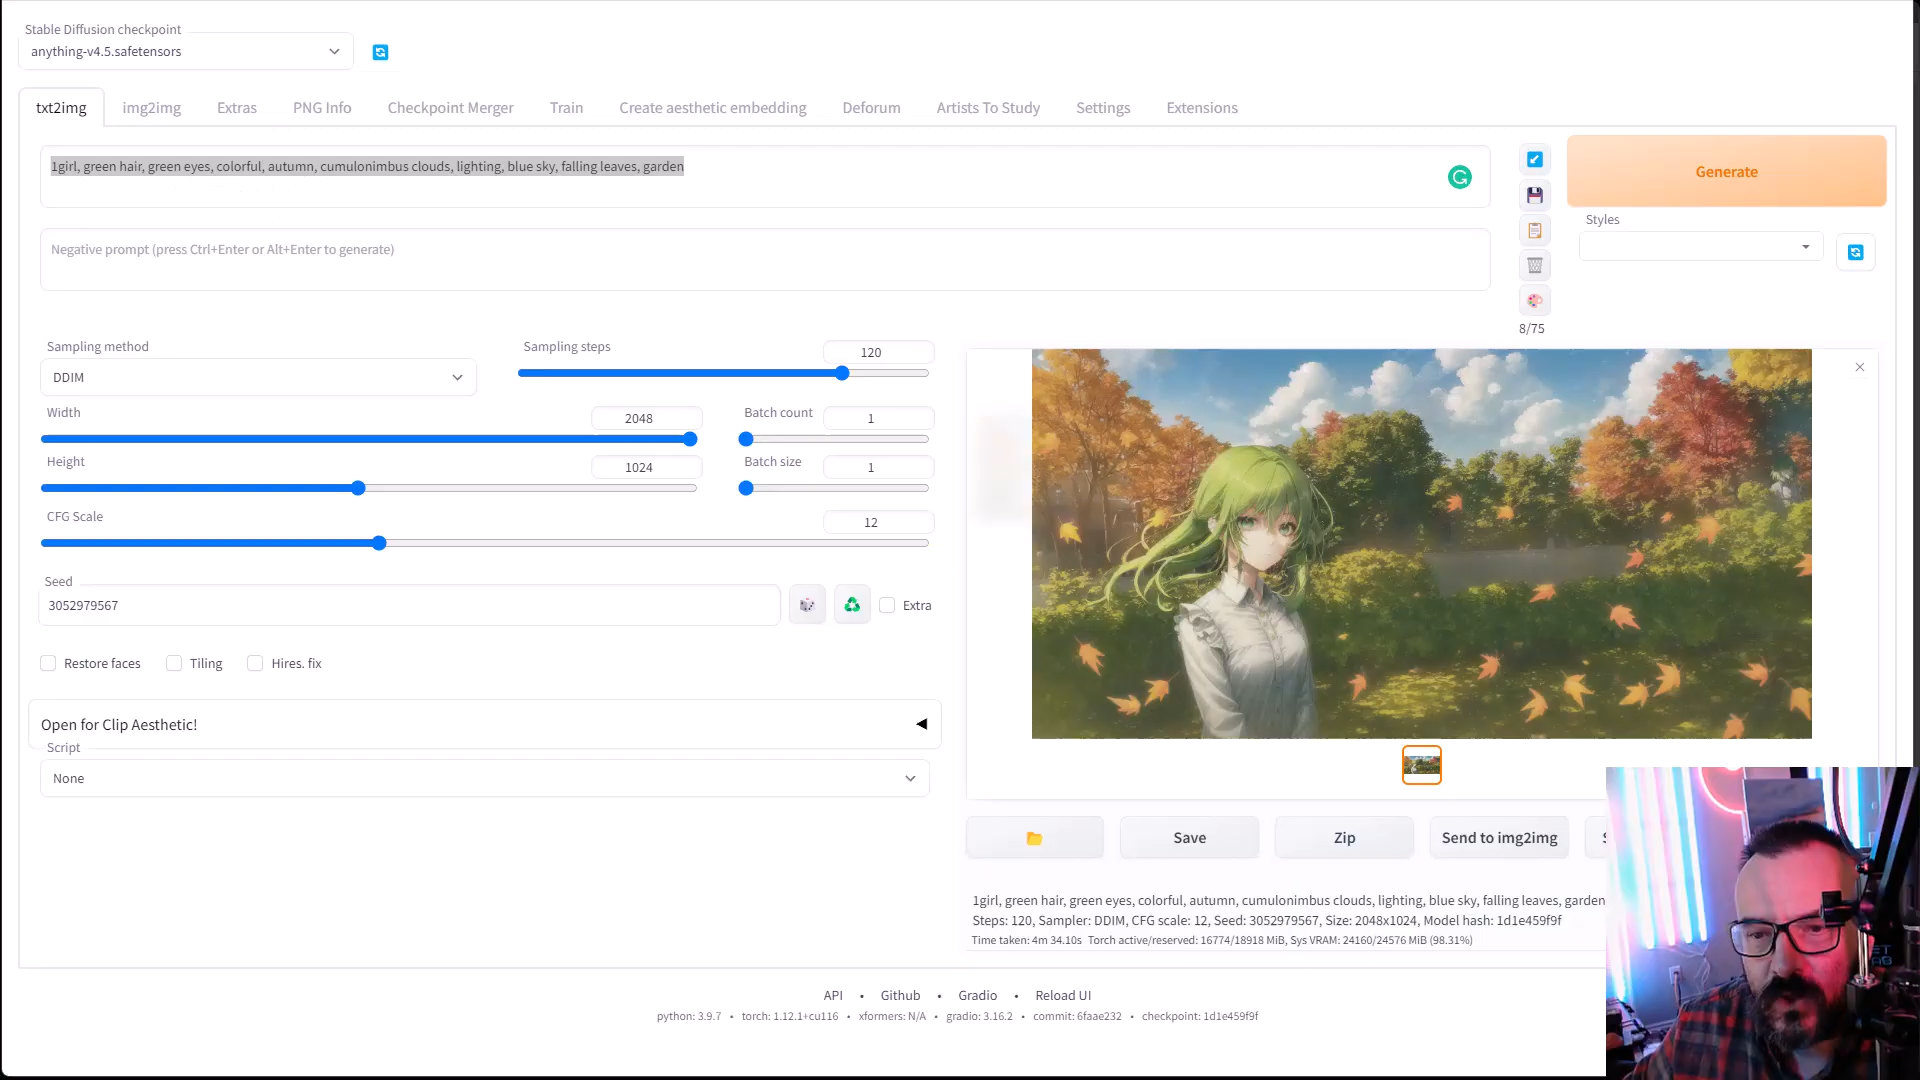 Stable Diffusion checkpoint
anything-v4.5.safetensors
txt2img
img2img
Extras
PNG Info
Checkpoint Merger
Train
Create aesthetic embedding
Deforum
Artists To Study
Settings
Extensions
1girl, green hair, green eyes, colorful, autumn, cumulonimbus clouds, lighting, blue sky, falling leaves, garden
Generate
Styles
Negative prompt (press Ctrl+Enter or Alt+Enter to generate)
8/75
Sampling method
DDIM
Sampling steps
120
Width
2048
Batch count
1
Height
1024
Batch size
1
CFG Scale
12
Seed
3052979567
Extra
Restore faces
Tiling
Hires. fix
Open for Clip Aesthetic!
Script
None
Save
Zip
Send to img2img
1girl, green hair, green eyes, colorful, autumn, cumulonimbus clouds, lighting, blue sky, falling leaves, garden
Steps: 120, Sampler: DDIM, CFG scale: 12, Seed: 3052979567, Size: 2048x1024, Model hash: 1d1e459f9f
Time taken: 4m 34.10s Torch active/reserved: 16774/18918 MiB, Sys VRAM: 24160/24576 MiB (98.31%)
API • Github • Gradio • Reload UI
python: 3.9.7 • torch: 1.12.1+cu116 • xformers: N/A • gradio: 3.16.2 • commit: 6faae232 • checkpoint: 1d1e459f9f